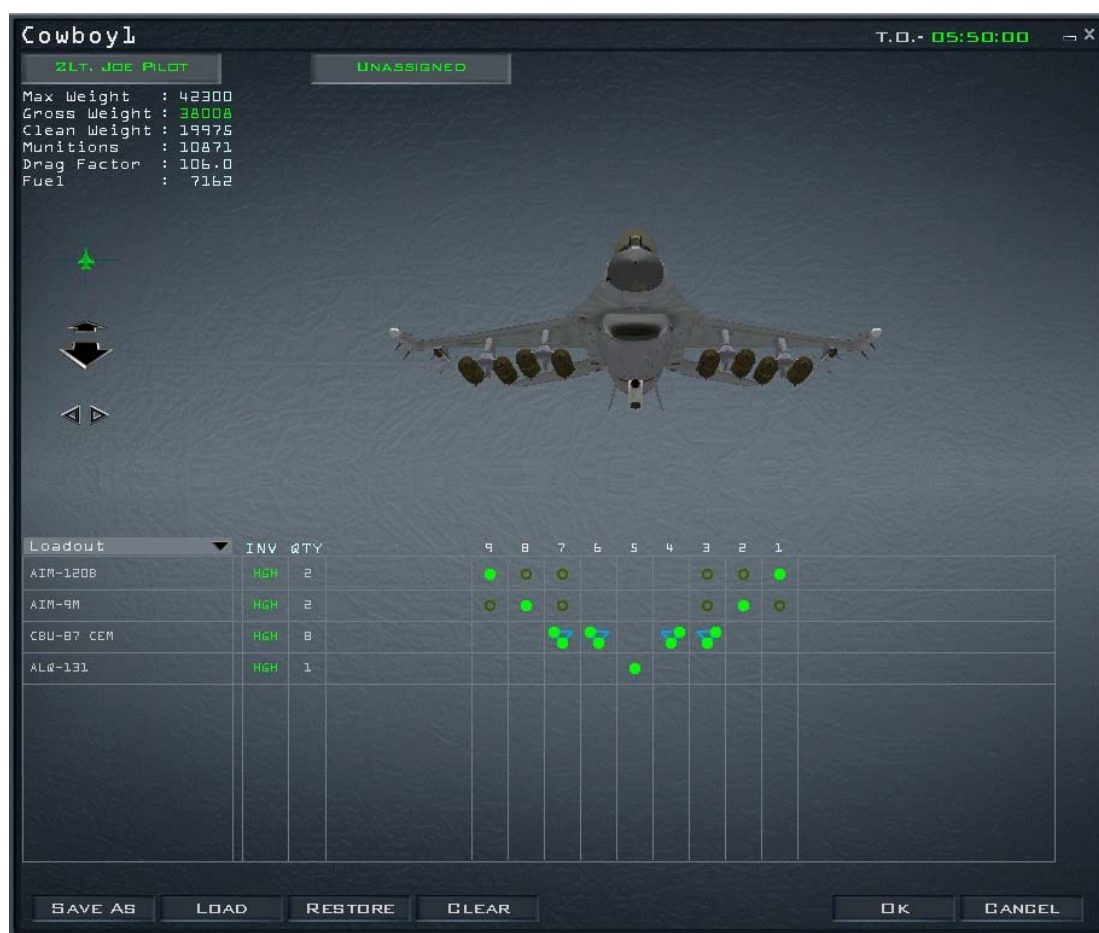 Cowboy1
T.O.- 05:50:00
2LT. JOE PILOT
UNASSIGNED
Max Weight : 42300
Gross Weight : 38008
Clean Weight : 19975
Munitions : 10871
Drag Factor : 106.0
Fuel : 7162
Loadout INV QTY 9 8 7 6 5 4 3 2 1
AIM-120B HGH 2
AIM-9M HGH 2
CBU-87 CEM HGH 8
ALQ-131 HGH 1
SAVE AS LOAD RESTORE CLEAR OK CANCEL